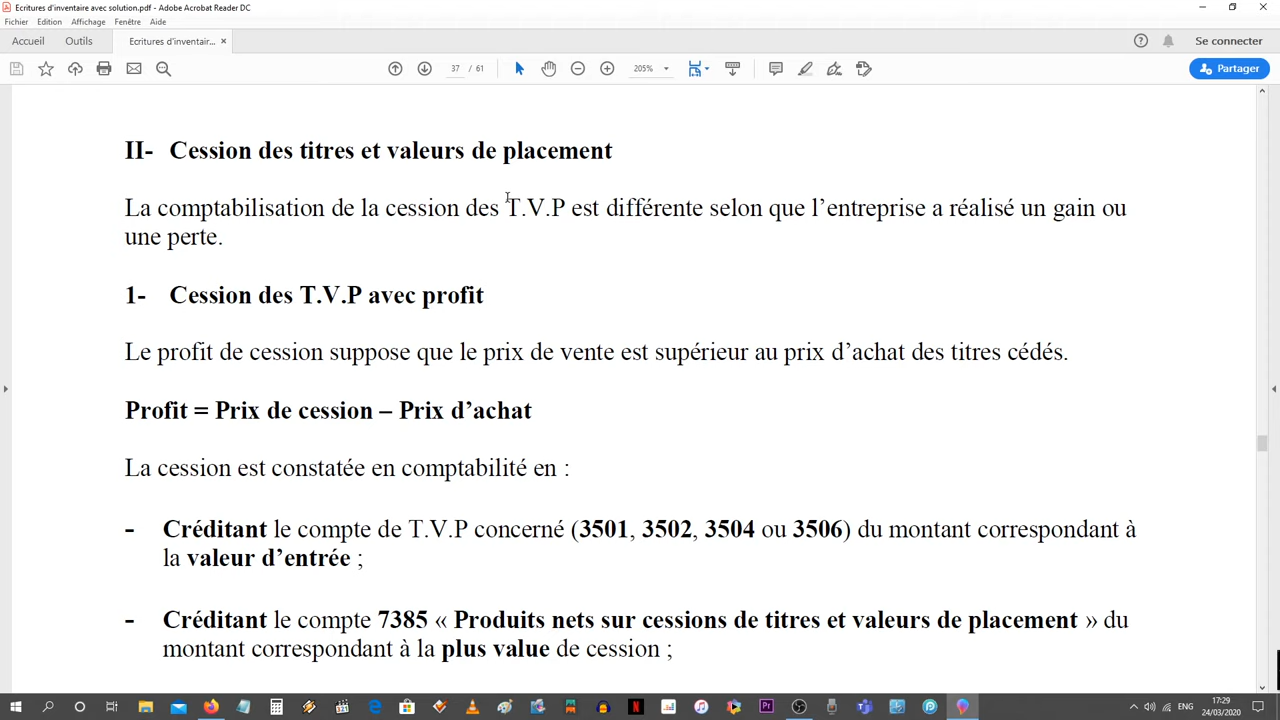 Ecritures d'inventaire avec solution.pdf - Adobe Acrobat Reader DC
Fichier Edition Affichage Fenêtre Aide
Accueil Outils Ecritures d'inventair... × Se connecter
37 / 61 205% Partager
II- Cession des titres et valeurs de placement
La comptabilisation de la cession des T.V.P est différente selon que l'entreprise a réalisé un gain ou
une perte.
1- Cession des T.V.P avec profit
Le profit de cession suppose que le prix de vente est supérieur au prix d'achat des titres cédés.
Profit = Prix de cession – Prix d'achat
La cession est constatée en comptabilité en :
- Créditant le compte de T.V.P concerné (3501, 3502, 3504 ou 3506) du montant correspondant à
la valeur d'entrée ;
- Créditant le compte 7385 « Produits nets sur cessions de titres et valeurs de placement » du
montant correspondant à la plus value de cession ;
17:29
ENG
24/03/2020